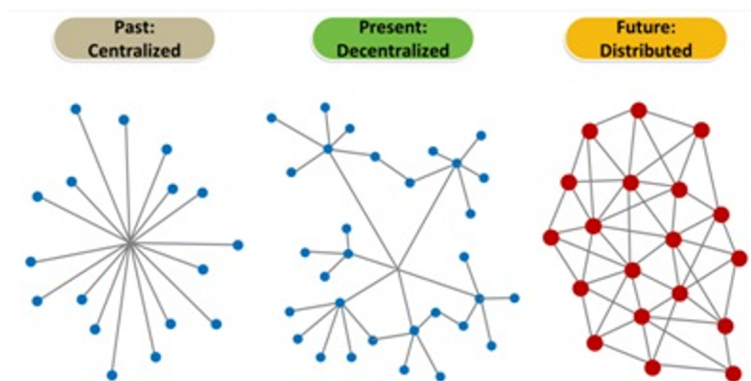 Past:
Centralized
Present:
Decentralized
Future:
Distributed